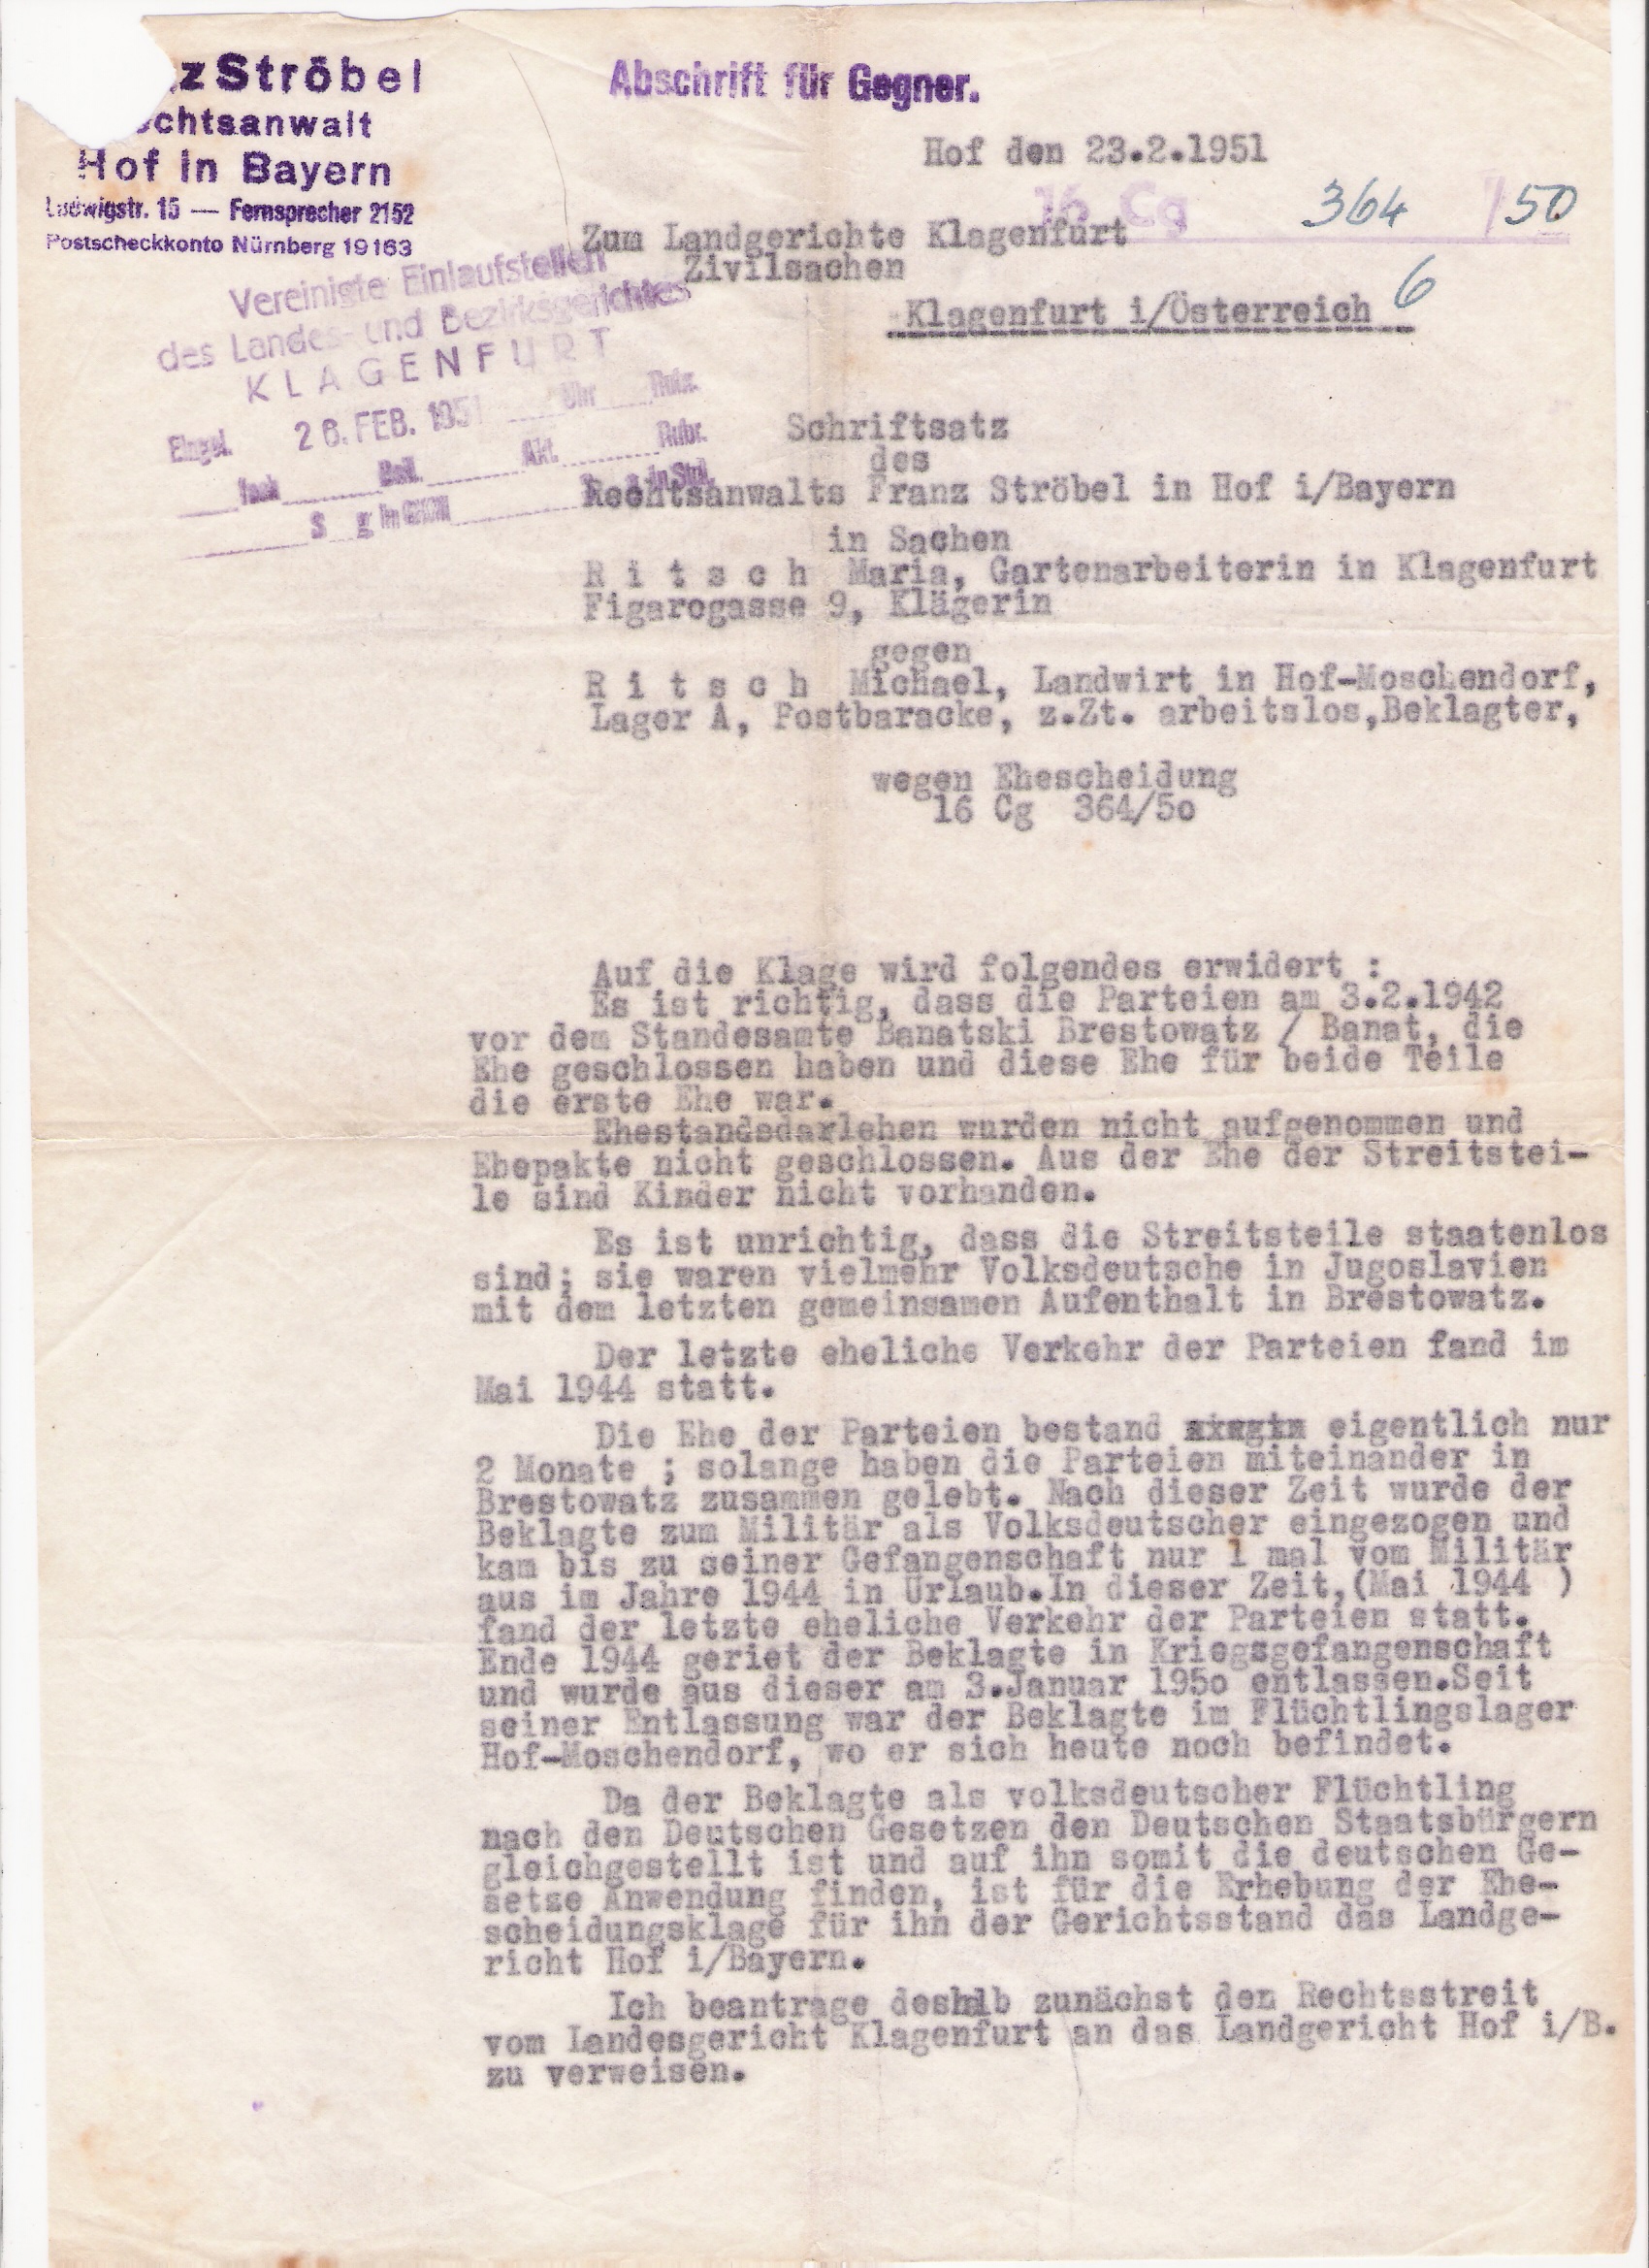 zStröbel
chtsanwalt
Hof in Bayern
Ludwigstr. 15 — Fernsprecher 2152
Postscheckkonto Nürnberg 19163
Abschrift für Gegner.
Hof den 23.2.1951
16 Cg 364 /50
6
Zum Landgerichte Klagenfurt
Zivilsachen
Klagenfurt i/Österreich
Vereinigte Einlaufstellen
des Landes- und Bezirksgerichtes
KLAGENFURT
Eingel. 26. FEB. 1951 Uhr
fach Beil. Akt. Rubr.
S g in
Schriftsatz
des
Rechtsanwalts Franz Ströbel in Hof i/Bayern
in Sachen
R i t s c h Maria, Gartenarbeiterin in Klagenfurt
Figarogasse 9, Klägerin
gegen
R i t s c h Michael, Landwirt in Hof-Moschendorf,
Lager A, Postbaracke, z.Zt. arbeitslos,Beklagter,
wegen Ehescheidung
16 Cg 364/5o
Auf die Klage wird folgendes erwidert :
Es ist richtig, dass die Parteien am 3.2.1942
vor dem Standesamte Banatski Brestowatz / Banat, die
Ehe geschlossen haben und diese Ehe für beide Teile
die erste Ehe war.
Ehestandsdarlehen wurden nicht aufgenommen und
Ehepakte nicht geschlossen. Aus der Ehe der Streitstei-
le sind Kinder nicht vorhanden.
Es ist unrichtig, dass die Streitsteile staatenlos
sind; sie waren vielmehr Volksdeutsche in Jugoslavien
mit dem letzten gemeinsamen Aufenthalt in Brestowatz.
Der letzte eheliche Verkehr der Parteien fand im
Mai 1944 statt.
Die Ehe der Parteien bestand eigentlich nur
2 Monate ; solange haben die Parteien miteinander in
Brestowatz zusammen gelebt. Nach dieser Zeit wurde der
Beklagte zum Militär als Volksdeutscher eingezogen und
kam bis zu seiner Gefangenschaft nur 1 mal vom Militär
aus im Jahre 1944 in Urlaub.In dieser Zeit,(Mai 1944 )
fand der letzte eheliche Verkehr der Parteien statt.
Ende 1944 geriet der Beklagte in Kriegsgefangenschaft
und wurde aus dieser am 3.Januar 195o entlassen.Seit
seiner Entlassung war der Beklagte im Flüchtlingslager
Hof-Moschendorf, wo er sich heute noch befindet.
Da der Beklagte als volksdeutscher Flüchtling
nach den Deutschen Gesetzen den Deutschen Staatsbürgern
gleichgestellt ist und auf ihn somit die deutschen Ge-
setze Anwendung finden, ist für die Erhebung der Ehe-
scheidungsklage für ihn der Gerichtsstand das Landge-
richt Hof i/Bayern.
Ich beantrage deshalb zunächst den Rechtsstreit
vom Landesgericht Klagenfurt an das Landgericht Hof i/B.
zu verweisen.